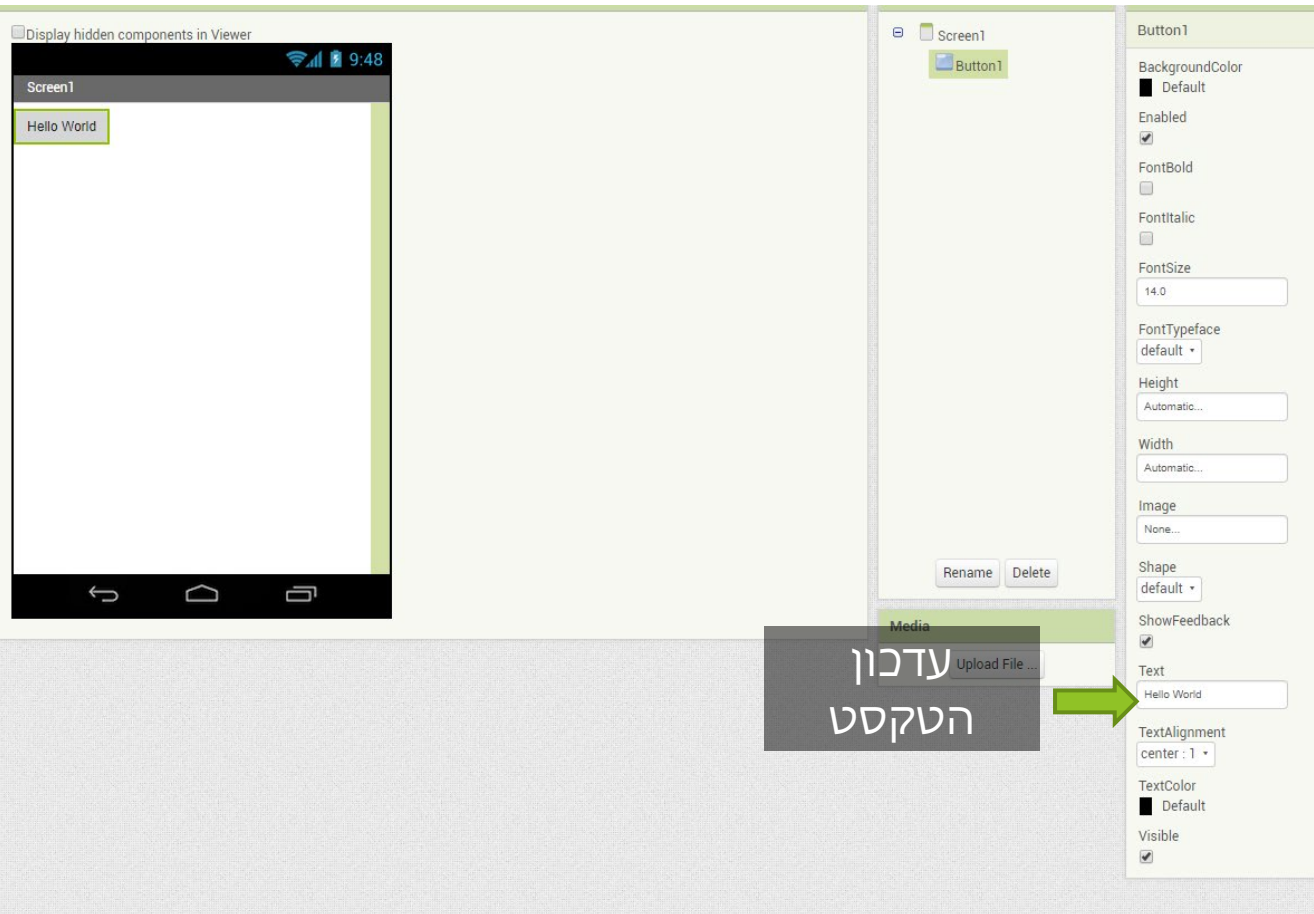 Display hidden components in Viewer
9:48
Screen1
Hello World
Screen1
Button1
Rename Delete
Media
Upload File ...
עדכון
הטקסט
Button1
BackgroundColor
Default
Enabled
FontBold
FontItalic
FontSize
14.0
FontTypeface
default
Height
Automatic...
Width
Automatic...
Image
None...
Shape
default
ShowFeedback
Text
Hello World
TextAlignment
center : 1
TextColor
Default
Visible